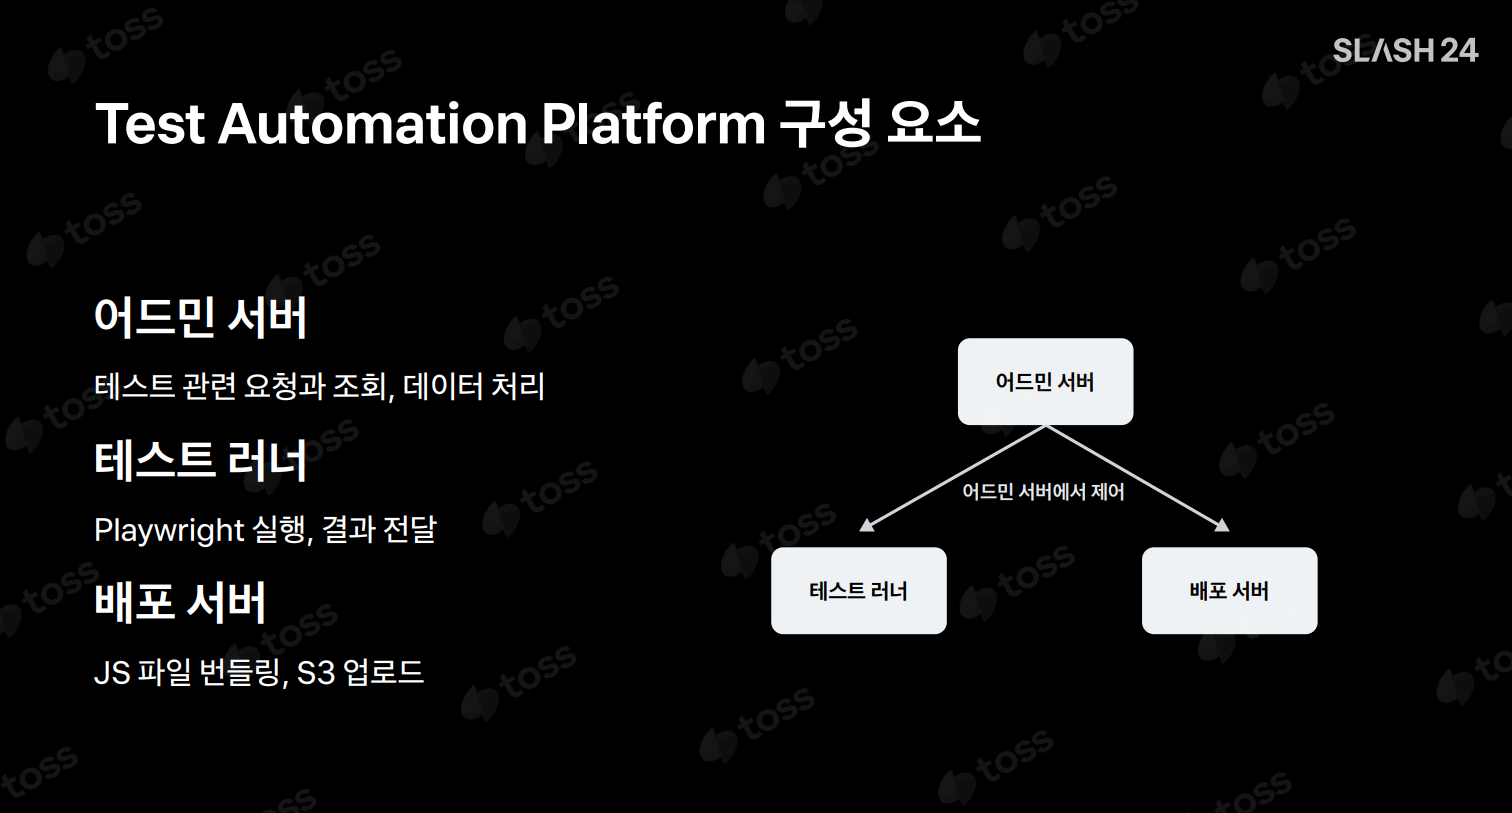 SLASH 24
Test Automation Platform 구성 요소
어드민 서버
테스트 관련 요청과 조회, 데이터 처리
테스트 러너
Playwright 실행, 결과 전달
배포 서버
JS 파일 번들링, S3 업로드
어드민 서버
어드민 서버에서 제어
테스트 러너
배포 서버
toss